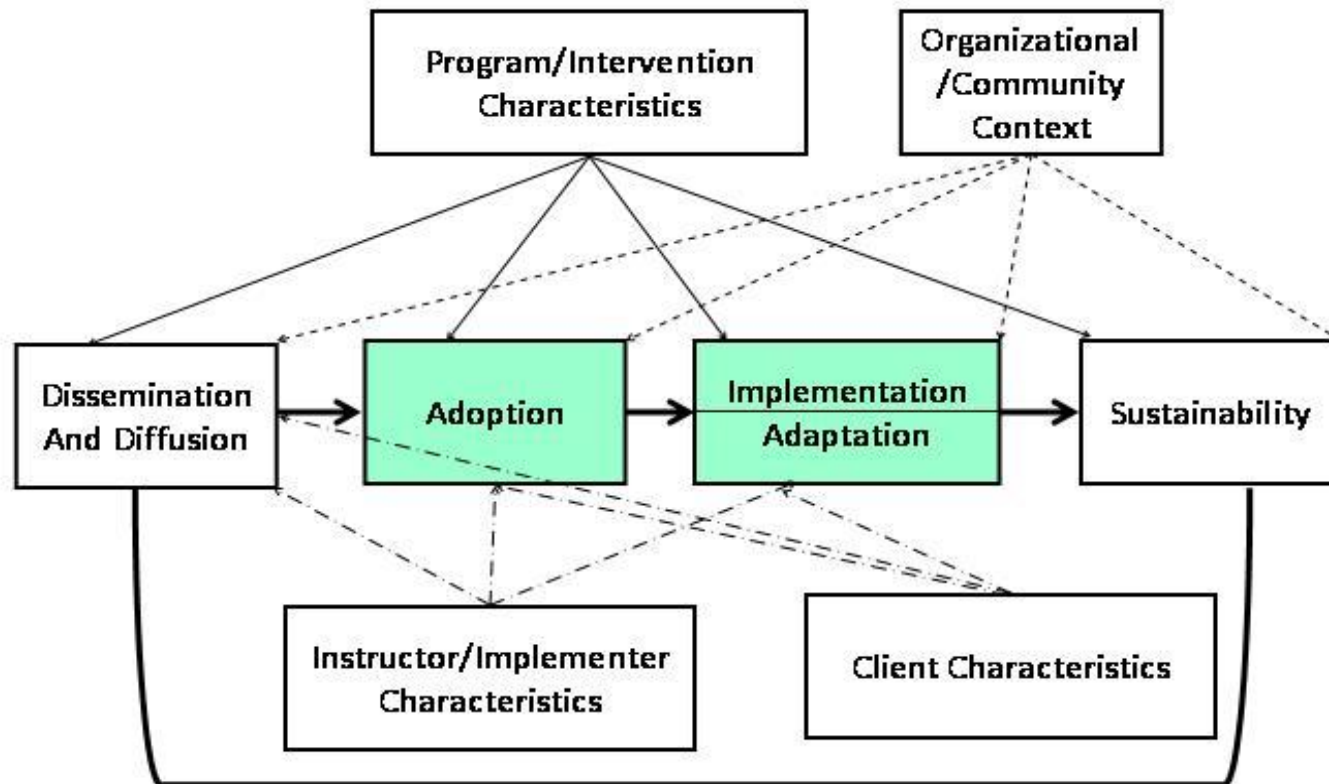 Program/Intervention
Characteristics
Organizational
/Community
Context
Dissemination
And Diffusion
Adoption
Implementation
Adaptation
Sustainability
Instructor/Implementer
Characteristics
Client Characteristics